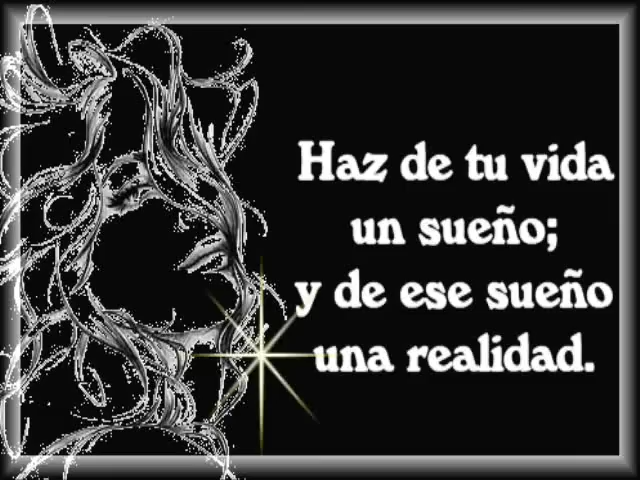 Haz de tu vida
un sueño;
y de ese sueño
una realidad.